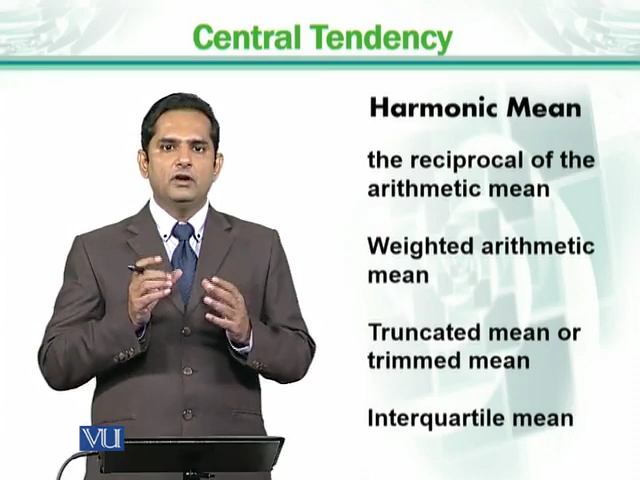 Central Tendency
Harmonic Mean
the reciprocal of the
arithmetic mean
Weighted arithmetic
mean
Truncated mean or
trimmed mean
Interquartile mean
VU